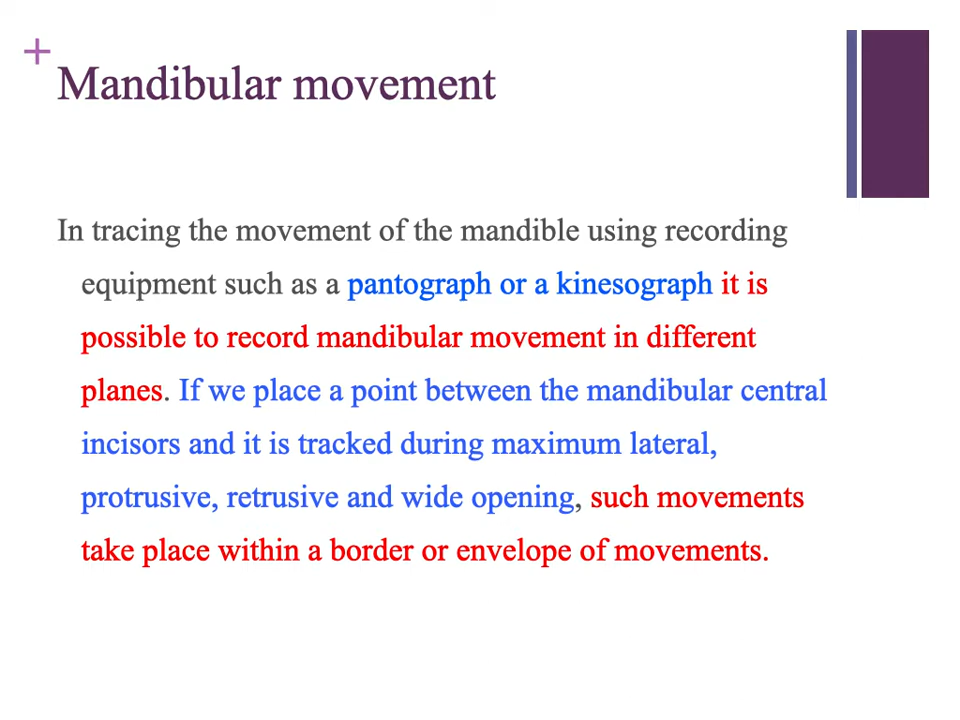 +
Mandibular movement
In tracing the movement of the mandible using recording
equipment such as a pantograph or a kinesograph it is
possible to record mandibular movement in different
planes. If we place a point between the mandibular central
incisors and it is tracked during maximum lateral,
protrusive, retrusive and wide opening, such movements
take place within a border or envelope of movements.